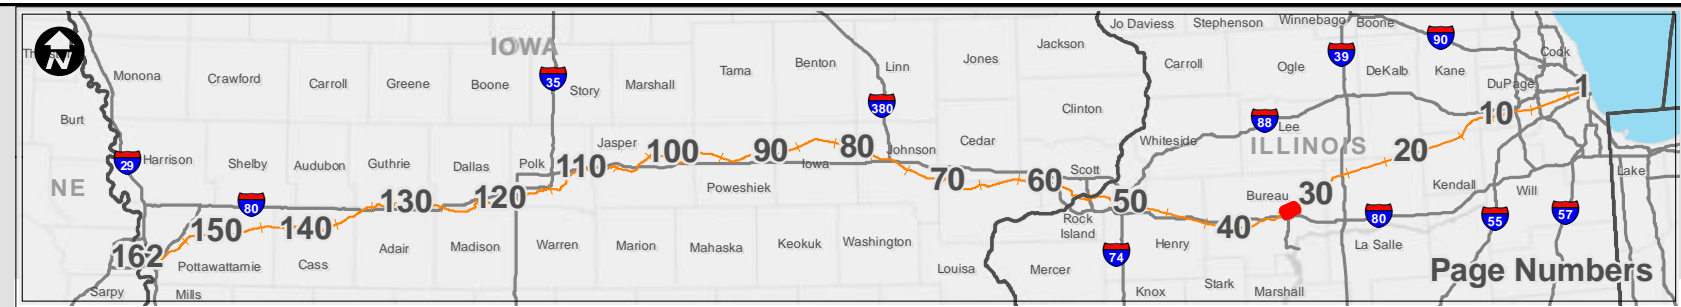 Jo Daviess Stephenson Winnebago Boone
IOWA
Jackson
90
39
Cook
N
Monona Crawford Carroll Greene Boone 35 Story Marshall Tama Benton Linn Jones Carroll Ogle DeKalb Kane
DuPage 1
380
Clinton
10
Burt
88 Lee
Whiteside
ILLINOIS
Jasper 100 90 80 Johnson Cedar
20
29 Harrison Shelby Audubon Guthrie Dallas Polk 110 Iowa Scott
Lake
NE
Poweshiek
70 60
Kendall Will
80 130 120 50 Bureau 30
150 140
Rock
Island
40 80 55 57
162
Adair Madison Warren Marion Mahaska Keokuk Washington Henry La Salle
74
Pottawattamie Cass Louisa Mercer
Page Numbers
Sarpy Mills Knox Stark Marshall